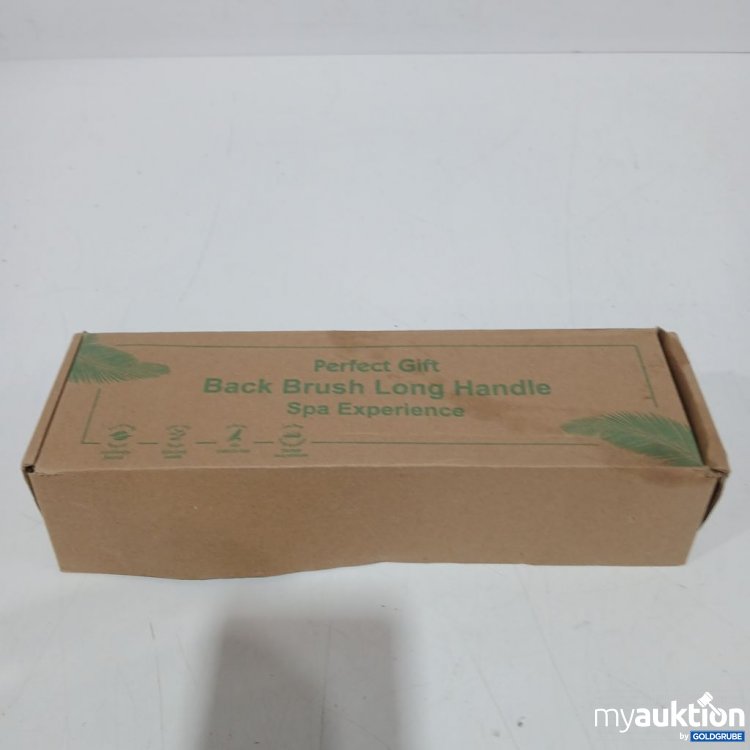 Perfect Gift
Back Brush Long Handle
Spa Experience
myauktion
by GOLDGRUBE